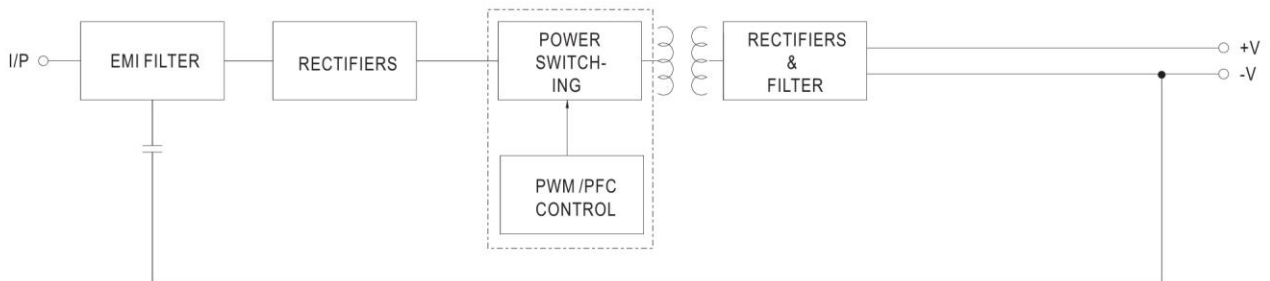 I/P
EMI FILTER
RECTIFIERS
POWER
SWITCH-
ING
PWM /PFC
CONTROL
RECTIFIERS
&
FILTER
+V
-V